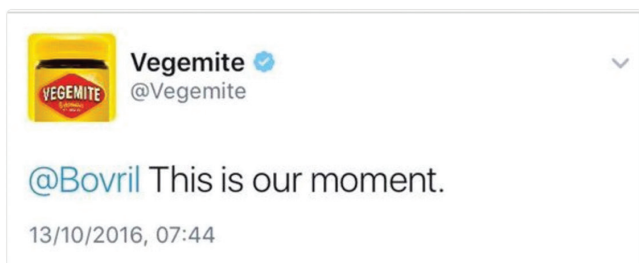 Vegemite
@Vegemite
VEGEMITE
@Bovril This is our moment.
13/10/2016, 07:44